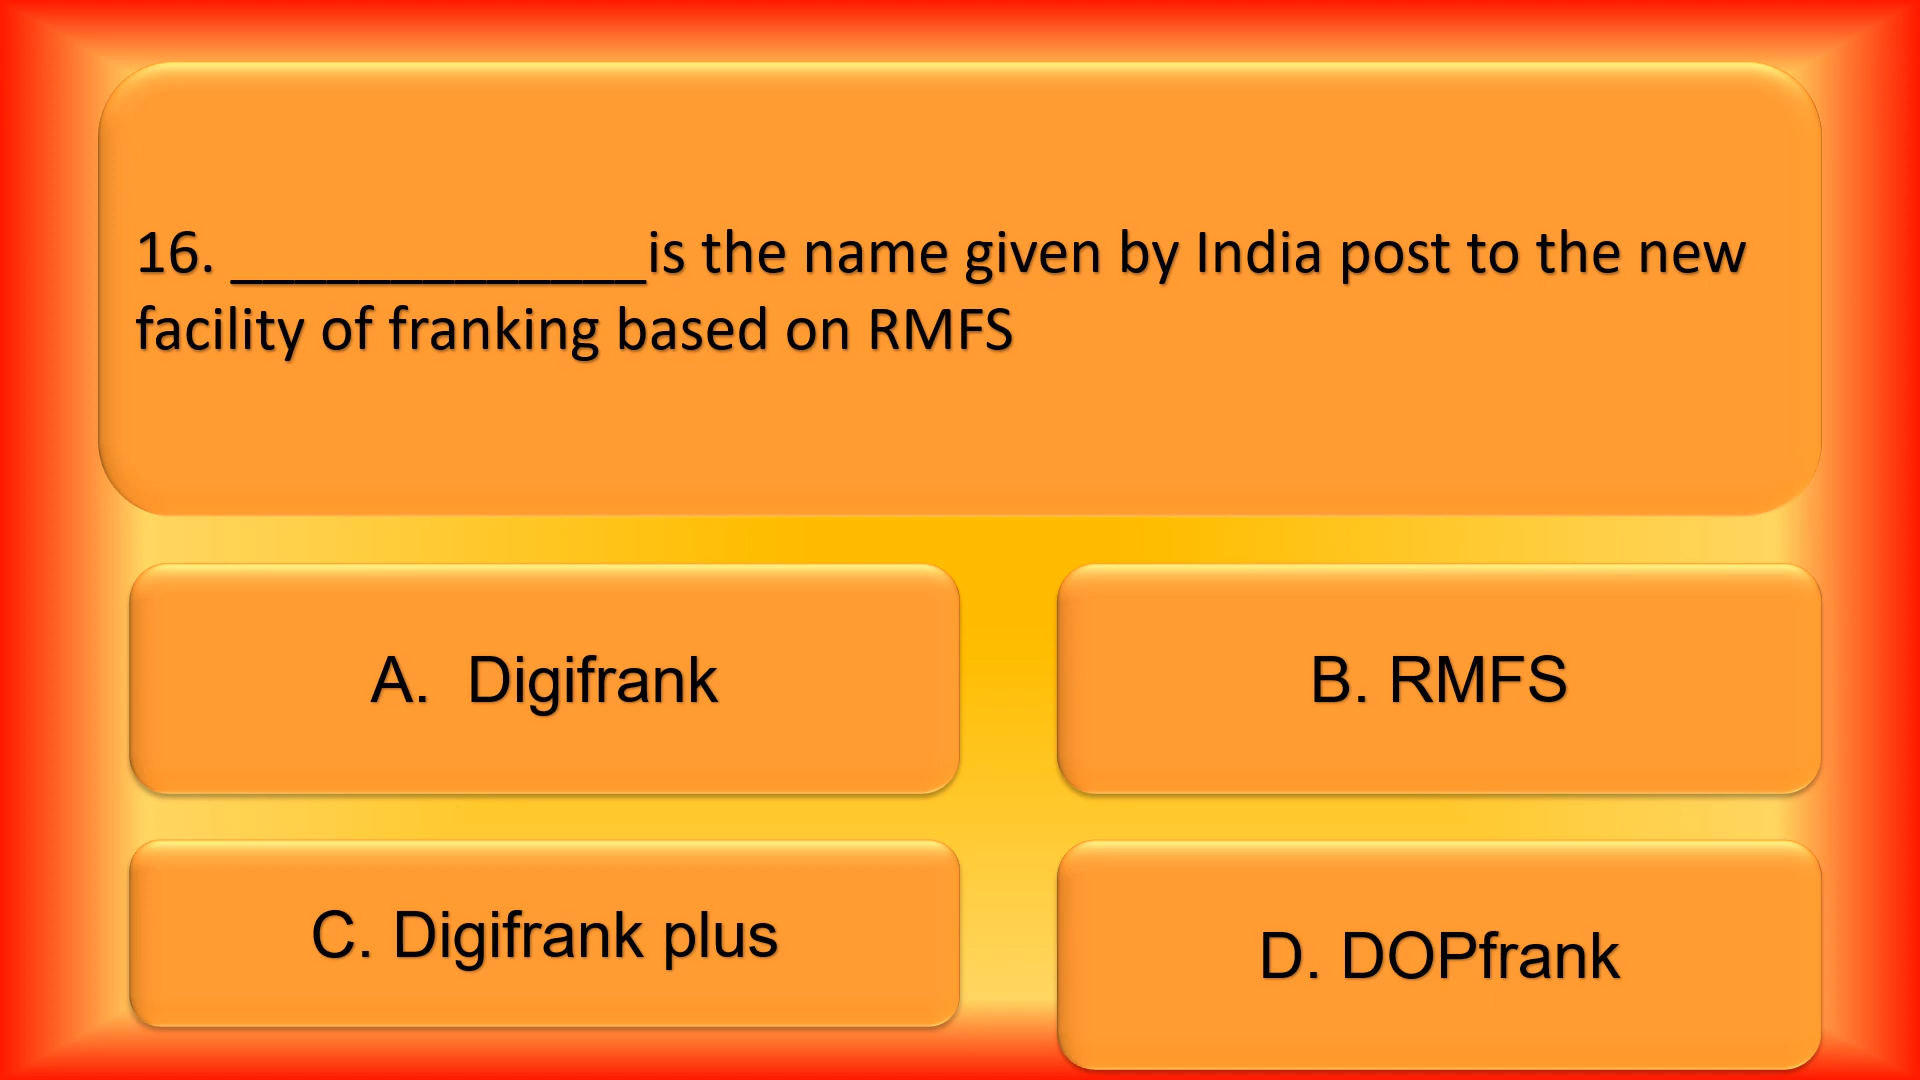 16. _____________is the name given by India post to the new
facility of franking based on RMFS
A.  Digifrank
B. RMFS
C. Digifrank plus
D. DOPfrank